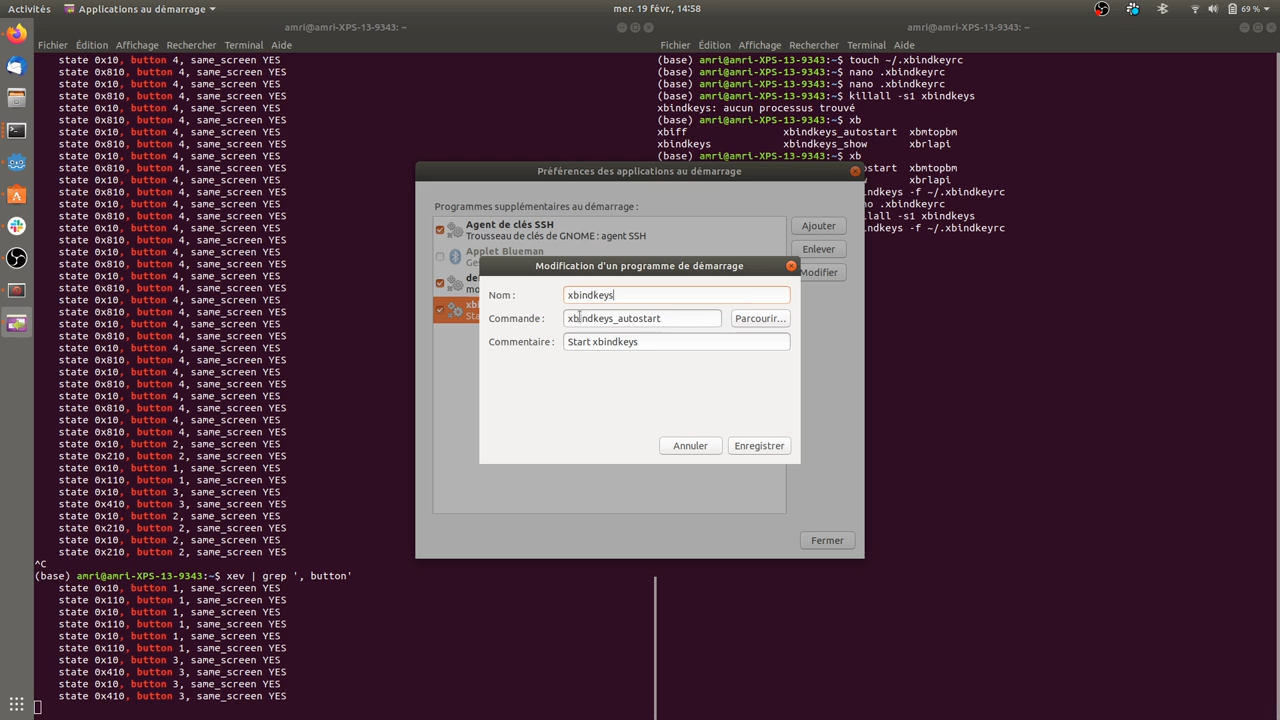 Activités
Applications au démarrage
mer. 19 févr., 14:58
69 %
amri@amri-XPS-13-9343: ~
Fichier Édition Affichage Rechercher Terminal Aide
state 0x10, button 4, same_screen YES
state 0x810, button 4, same_screen YES
state 0x10, button 4, same_screen YES
state 0x810, button 4, same_screen YES
state 0x10, button 4, same_screen YES
state 0x810, button 4, same_screen YES
state 0x10, button 4, same_screen YES
state 0x810, button 4, same_screen YES
state 0x10, button 4, same_screen YES
state 0x810, button 4, same_screen YES
state 0x10, button 4, same_screen YES
state 0x810, button 4, same_screen YES
state 0x10, button 4, same_screen YES
state 0x810, button 4, same_screen YES
state 0x10, button 4, same_screen YES
state 0x810, button 4, same_screen YES
state 0x10, button 4, same_screen YES
state 0x810, button 4, same_screen YES
state 0x10, button 4, same_screen YES
state 0x810, button 4, same_screen YES
state 0x10, button 4, same_screen YES
state 0x810, button 4, same_screen YES
state 0x10, button 4, same_screen YES
state 0x810, button 4, same_screen YES
state 0x10, button 4, same_screen YES
state 0x810, button 4, same_screen YES
state 0x10, button 4, same_screen YES
state 0x810, button 4, same_screen YES
state 0x10, button 4, same_screen YES
state 0x810, button 4, same_screen YES
state 0x10, button 4, same_screen YES
state 0x810, button 4, same_screen YES
state 0x10, button 2, same_screen YES
state 0x210, button 2, same_screen YES
state 0x10, button 1, same_screen YES
state 0x110, button 1, same_screen YES
state 0x10, button 3, same_screen YES
state 0x410, button 3, same_screen YES
state 0x10, button 2, same_screen YES
state 0x210, button 2, same_screen YES
state 0x10, button 2, same_screen YES
state 0x210, button 2, same_screen YES
^C
(base) amri@amri-XPS-13-9343:~$ xev | grep ', button'
state 0x10, button 1, same_screen YES
state 0x110, button 1, same_screen YES
state 0x10, button 1, same_screen YES
state 0x110, button 1, same_screen YES
state 0x10, button 1, same_screen YES
state 0x110, button 1, same_screen YES
state 0x10, button 3, same_screen YES
state 0x410, button 3, same_screen YES
state 0x10, button 3, same_screen YES
state 0x410, button 3, same_screen YES
amri@amri-XPS-13-9343: ~
Fichier Édition Affichage Rechercher Terminal Aide
(base) amri@amri-XPS-13-9343:~$ touch ~/.xbindkeyrc
(base) amri@amri-XPS-13-9343:~$ nano .xbindkeyrc
(base) amri@amri-XPS-13-9343:~$ nano .xbindkeyrc
(base) amri@amri-XPS-13-9343:~$ killall -s1 xbindkeys
xbindkeys: aucun processus trouvé
(base) amri@amri-XPS-13-9343:~$ xb
xbiff xbindkeys_autostart xbmtopbm
xbindkeys xbindkeys_show xbrlapi
(base) amri@amri-XPS-13-9343:~$ xb
ostart xbmtopbm
w xbrlapi
ndkeys -f ~/.xbindkeyrc
no .xbindkeyrc
llall -s1 xbindkeys
ndkeys -f ~/.xbindkeyrc
Préférences des applications au démarrage
Programmes supplémentaires au démarrage :
Agent de clés SSH
Trousseau de clés de GNOME : agent SSH
Applet Blueman
Ge
de
mo
xbi
Sta
Ajouter
Enlever
Modifier
Fermer
Modification d'un programme de démarrage
Nom : xbindkeys
Commande : xbindkeys_autostart Parcourir…
Commentaire : Start xbindkeys
Annuler Enregistrer